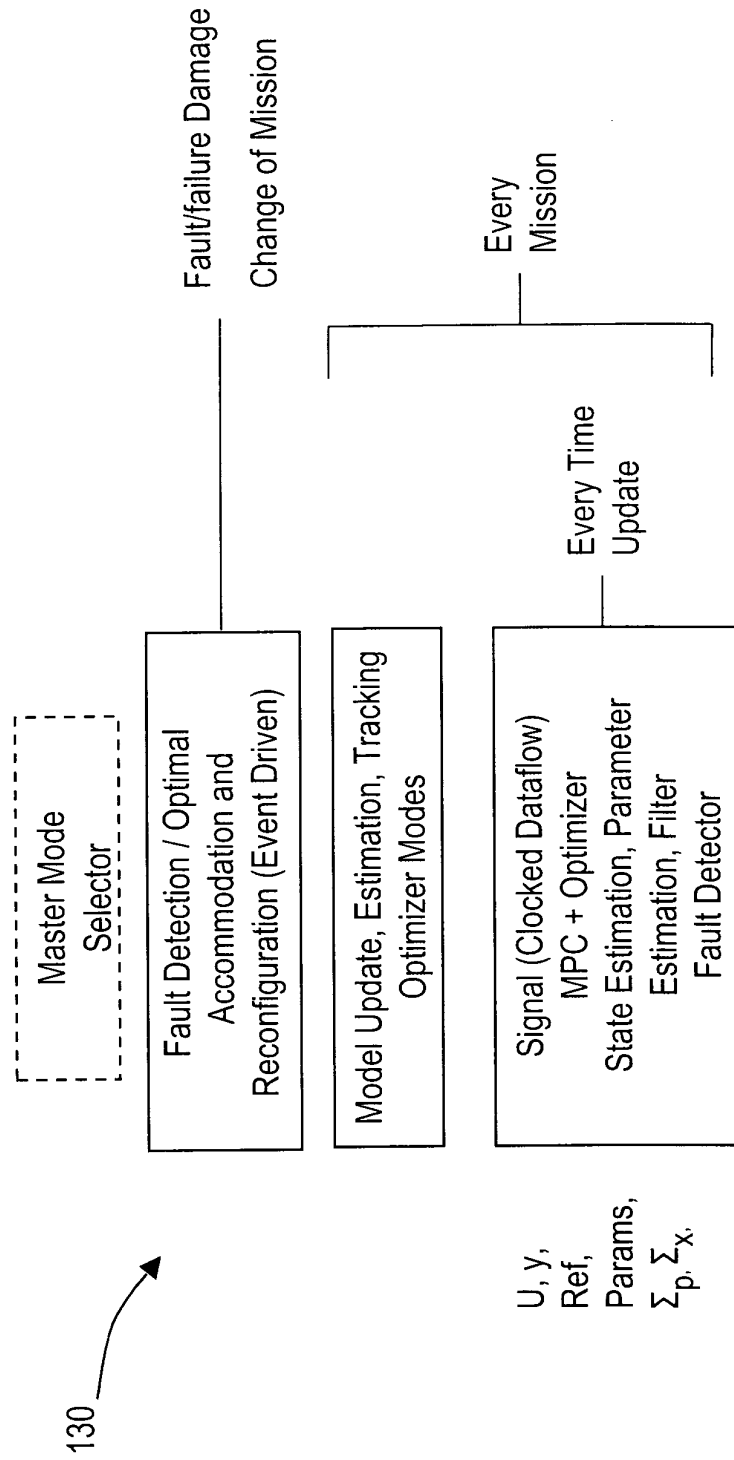 130
Master Mode
Selector
Fault Detection / Optimal
Accommodation and
Reconfiguration (Event Driven)
Fault/failure Damage
Change of Mission
Model Update, Estimation, Tracking
Optimizer Modes
Every
Mission
U, y,
Ref,
Params,
Σp, Σx,
Signal (Clocked Dataflow)
MPC + Optimizer
State Estimation, Parameter
Estimation, Filter
Fault Detector
Every Time
Update